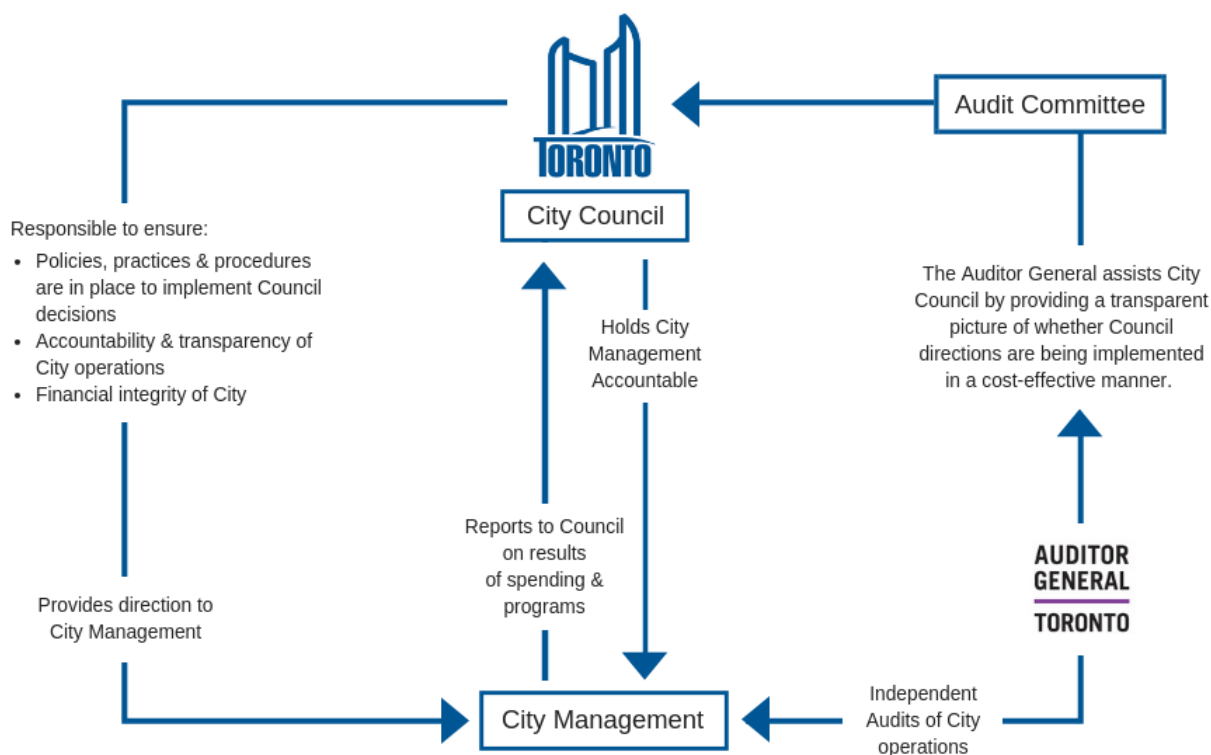 TORONTO
City Council
Audit Committee
Responsible to ensure:
• Policies, practices & procedures
are in place to implement Council
decisions
• Accountability & transparency of
City operations
• Financial integrity of City
Provides direction to
City Management
Holds City
Management
Accountable
Reports to Council
on results
of spending &
programs
The Auditor General assists City
Council by providing a transparent
picture of whether Council
directions are being implemented
in a cost-effective manner.
AUDITOR
GENERAL
TORONTO
City Management
Independent
Audits of City
operations